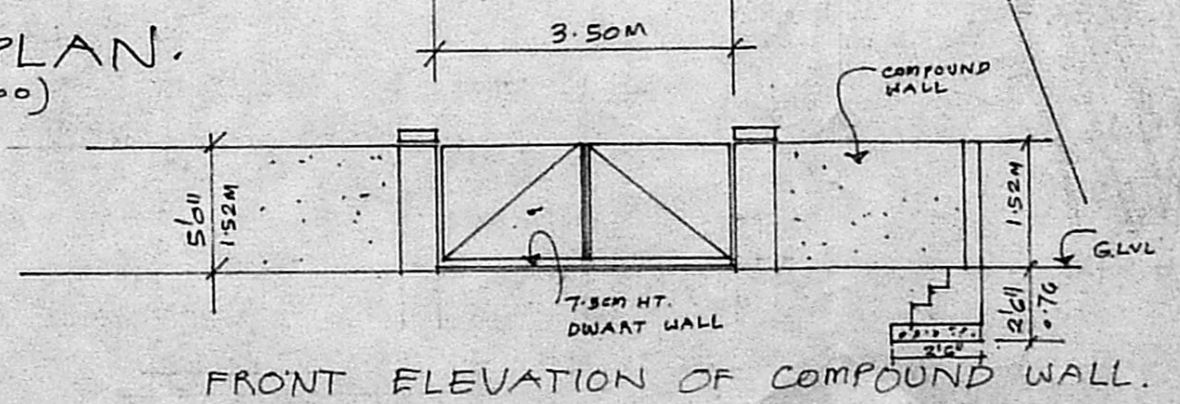 PLAN.
3.50M
COMPOUND
WALL
5'0"
1.52M
1.52M
G.LVL
7.5CM HT.
DWART WALL
2'6"
0.76
2'6"
FRONT ELEVATION OF COMPOUND WALL.